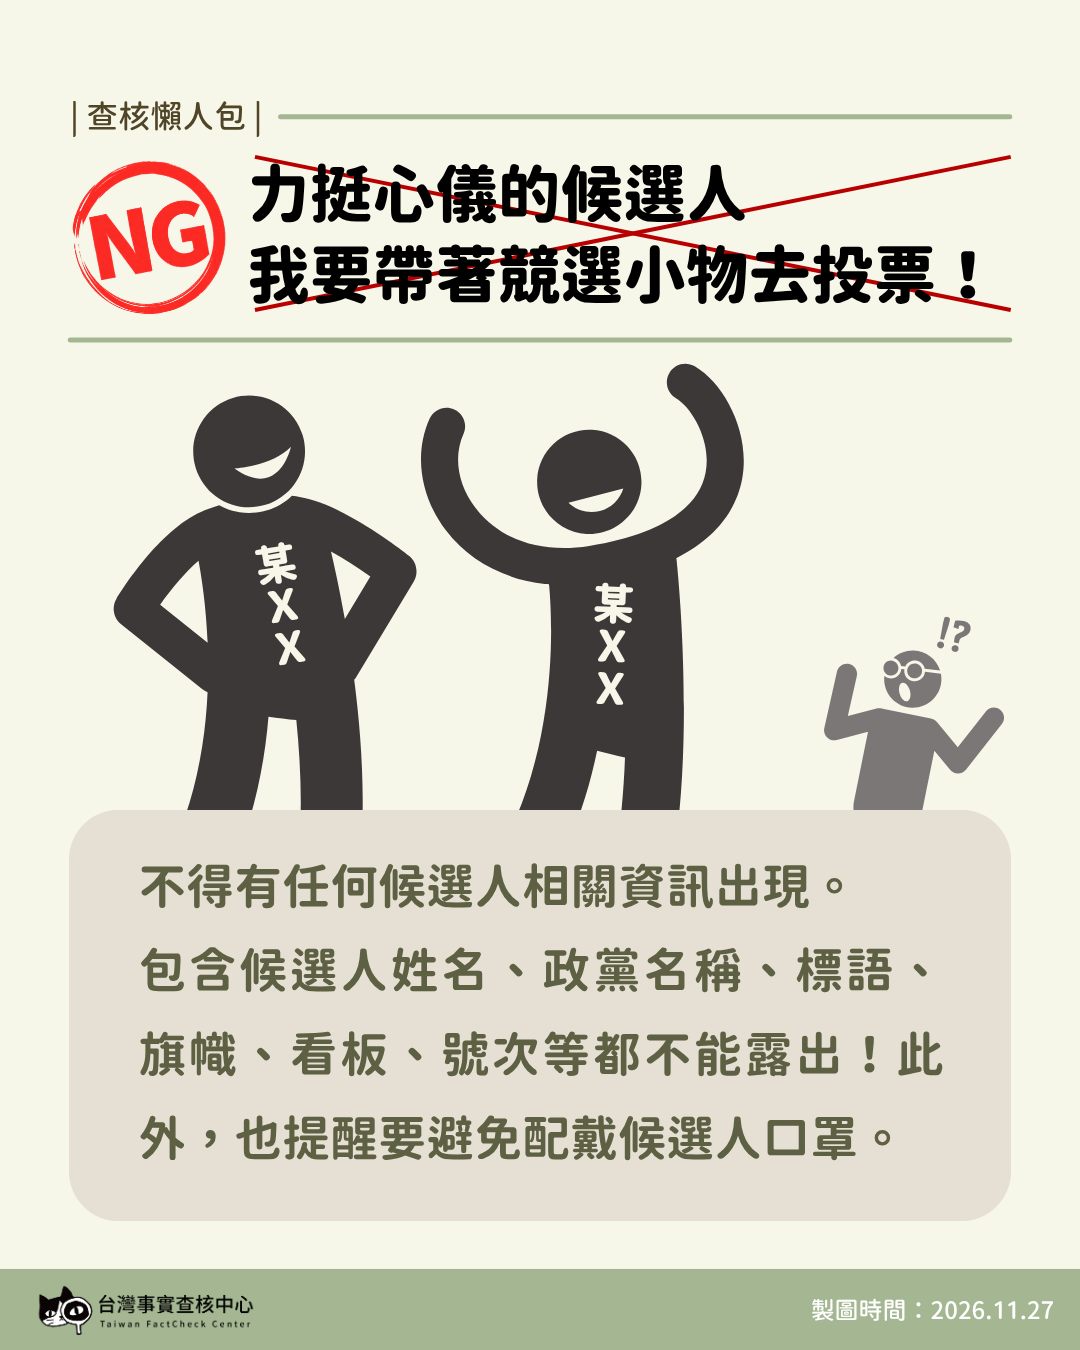 ｜查核懶人包｜
NG
力挺心儀的候選人
我要帶著競選小物去投票！
某XX
某XX
!?
不得有任何候選人相關資訊出現。
包含候選人姓名、政黨名稱、標語、
旗幟、看板、號次等都不能露出！此
外，也提醒要避免配戴候選人口罩。
台灣事實查核中心
Taiwan FactCheck Center
製圖時間：2026.11.27